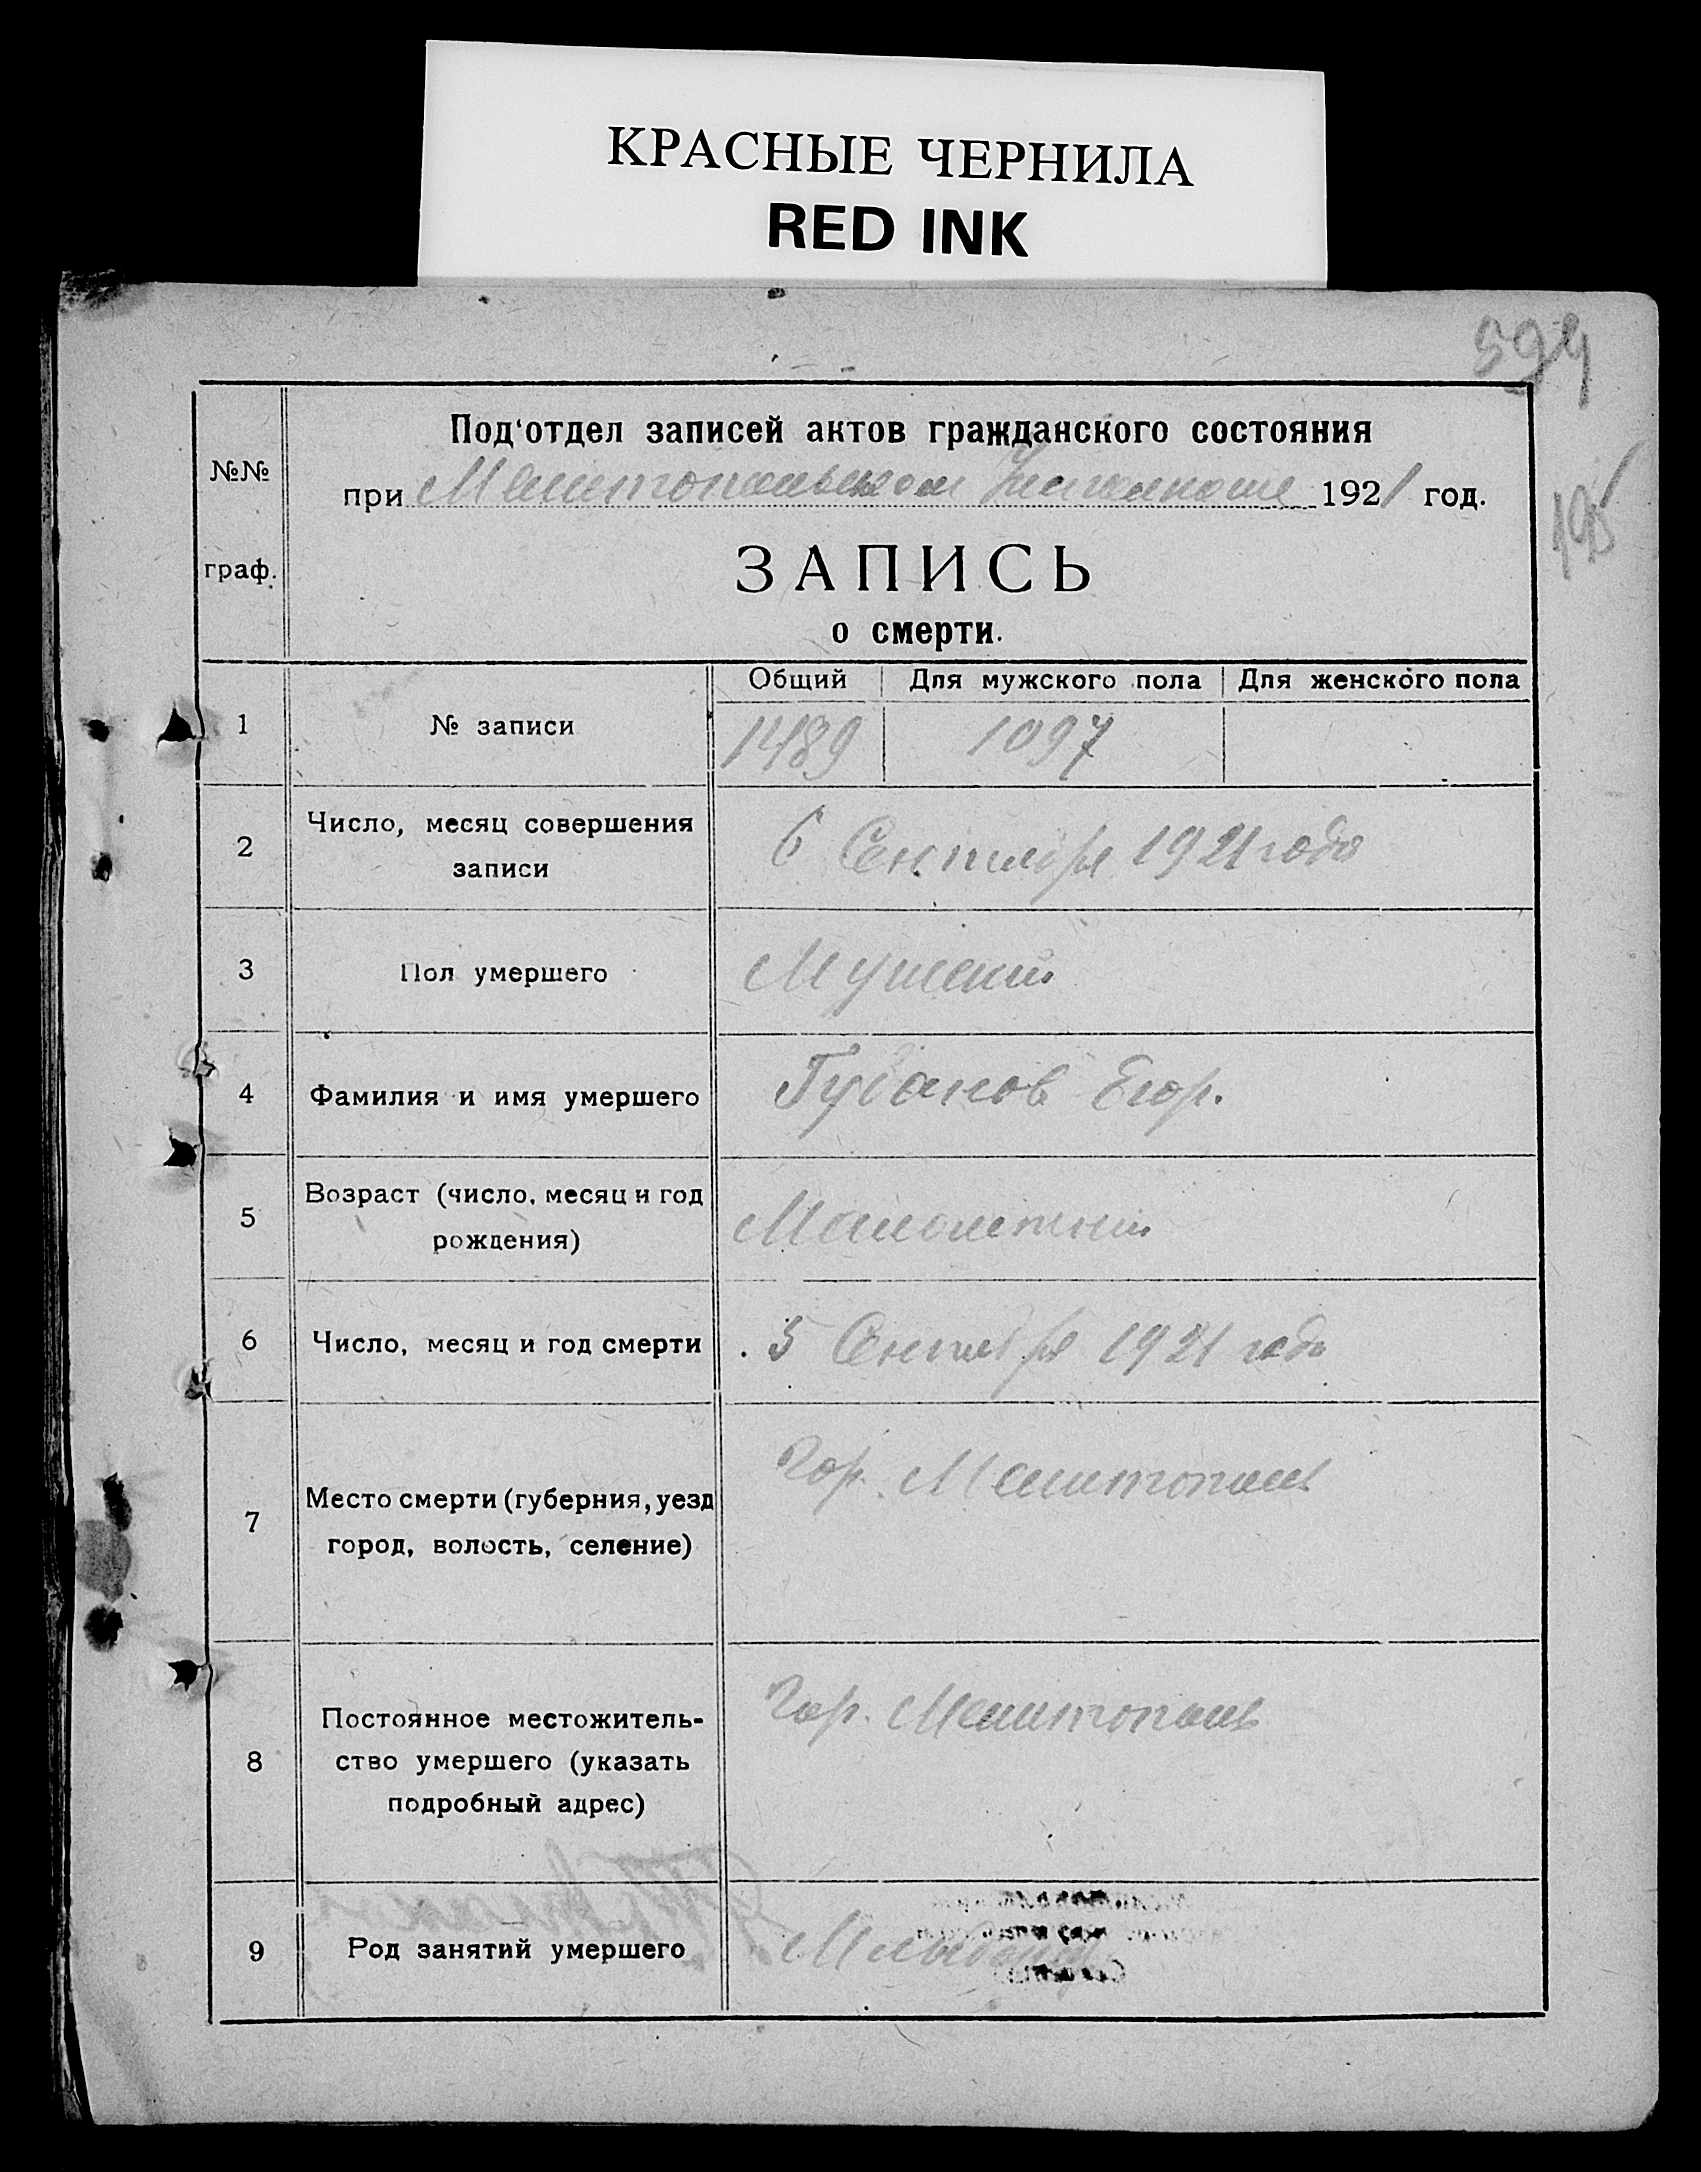 КРАСНЫЕ ЧЕРНИЛА
RED INK
594
195
№№ граф.
Под'отдел записей актов гражданского состояния
при Мелитопольском Исполкоме 1921 год.
ЗАПИСЬ
о смерти.
Общий Для мужского пола Для женского пола
1 № записи 1489 1097
2 Число, месяц совершения
записи
6 Сентября 1921 года
3 Пол умершего Мужской
4 Фамилия и имя умершего Губанов Егор.
5 Возраст (число, месяц и год
рождения)
Малолетний
6 Число, месяц и год смерти 5 Сентября 1921 года
7 Место смерти (губерния, уезд
город, волость, селение)
Гор. Мелитополь
8 Постоянное местожитель-
ство умершего (указать
подробный адрес)
Гор. Мелитополь
9 Род занятий умершего